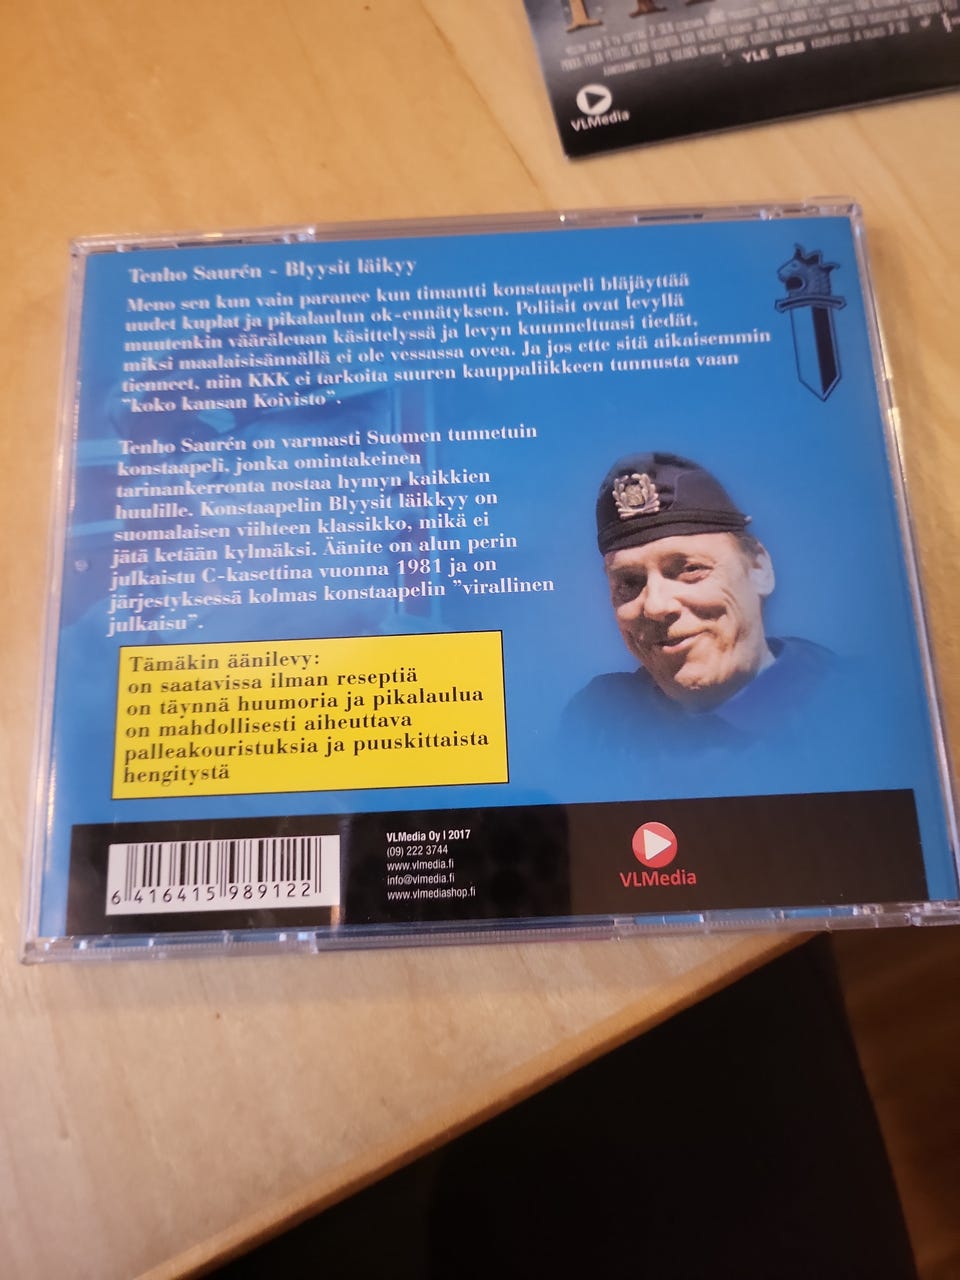 YLE
VLMedia
Tenho Saurén - Blyysit läikyy
Meno sen kun vain paranee kun timantti konstaapeli bläjäyttää
uudet kuplat ja pikalaulun ok-ennätyksen. Poliisit ovat levyllä
muutenkin vääräleuan käsittelyssä ja levyn kuunneltuasi tiedät,
miksi maalaisisännällä ei ole vessassa ovea. Ja jos ette sitä aikaisemmin
tienneet, niin KKK ei tarkoita suuren kauppaliikkeen tunnusta vaan
"koko kansan Koivisto".
Tenho Saurén on varmasti Suomen tunnetuin
konstaapeli, jonka omintakeinen
tarinankerronta nostaa hymyn kaikkien
huulille. Konstaapelin Blyysit läikkyy on
suomalaisen viihteen klassikko, mikä ei
jätä ketään kylmäksi. Äänite on alun perin
julkaistu C-kasettina vuonna 1981 ja on
järjestyksessä kolmas konstaapelin "virallinen
julkaisu".
Tämäkin äänilevy:
on saatavissa ilman reseptiä
on täynnä huumoria ja pikalaulua
on mahdollisesti aiheuttava
palleakouristuksia ja puuskittaista
hengitystä
6 416415 989122
VLMedia Oy | 2017
(09) 222 3744
www.vlmedia.fi
info@vlmedia.fi
www.vlmediashop.fi
VLMedia